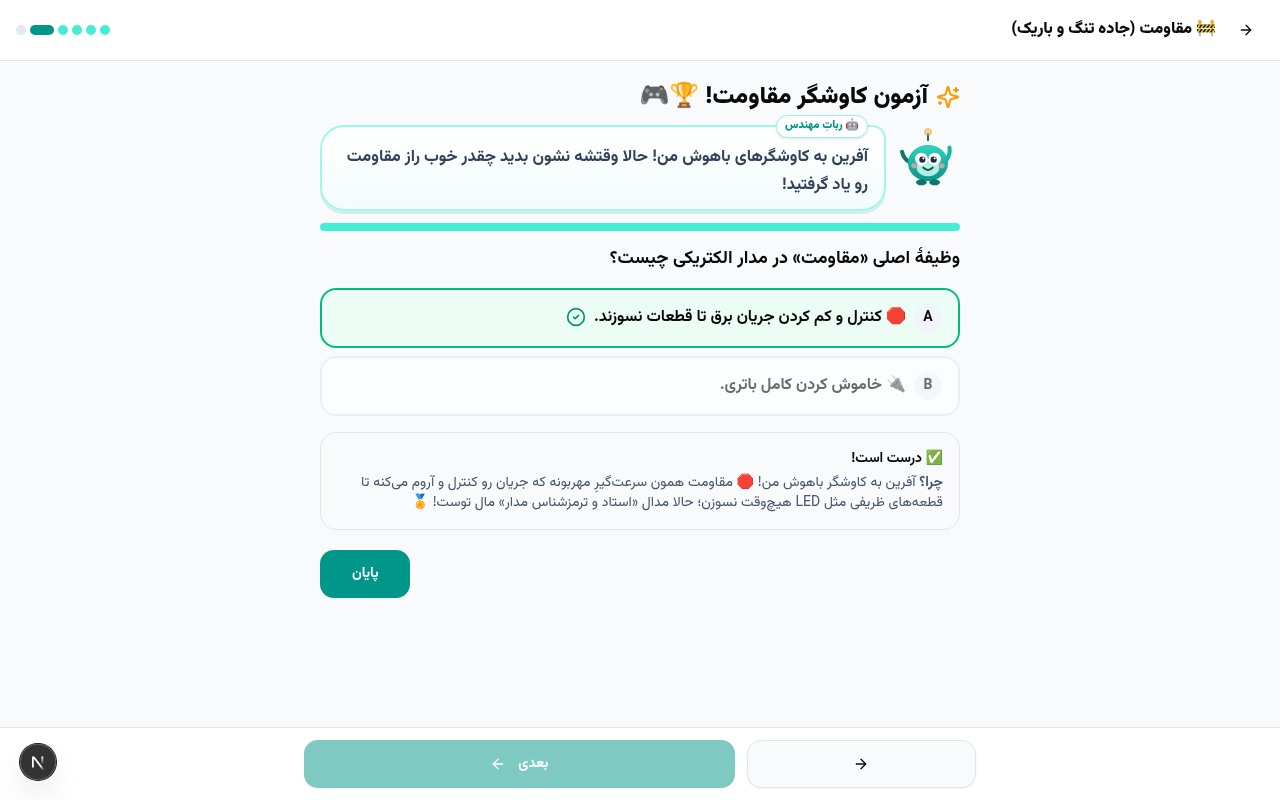 🚧 مقاومت (جاده تنگ و باریک)
آزمون کاوشگر مقاومت! 🏆🎮
🤖 ربات مهندس
آفرین به کاوشگرهای باهوش من! حالا وقتشه نشون بدید چقدر خوب راز مقاومت
رو یاد گرفتید!
وظیفهٔ اصلی «مقاومت» در مدار الکتریکی چیست؟
A 🛑 کنترل و کم کردن جریان برق تا قطعات نسوزند.
B 🔌 خاموش کردن کامل باتری.
✅ درست است!
چرا؟ آفرین به کاوشگر باهوش من! 🛑 مقاومت همون سرعت‌گیرِ مهربونه که جریان رو کنترل و آروم می‌کنه تا
قطعه‌های ظریفی مثل LED هیچ‌وقت نسوزن؛ حالا مدال «استاد و ترمزشناس مدار» مال توست! 🏅
پایان
بعدی
N